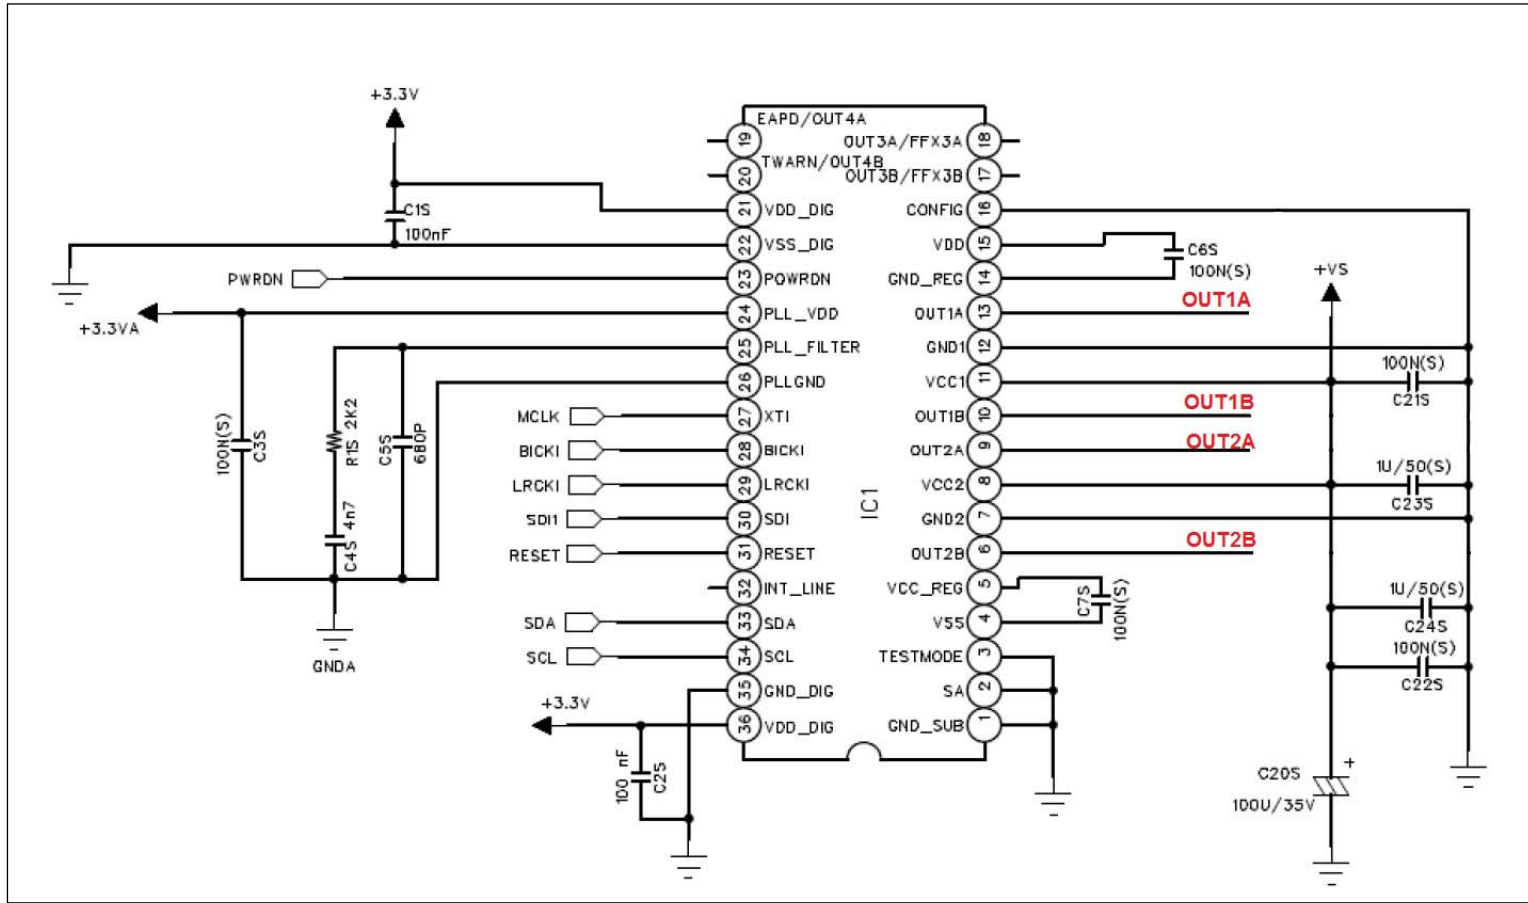 +3.3V
C1S
100nF
PWRDN
+3.3VA
100N(S)
C3S
R1S 2K2
C4S 4n7
C5S
680P
GNDA
MCLK
BICKI
LRCKI
SDI1
RESET
SDA
SCL
+3.3V
100 nF
C2S
EAPD/OUT4A
19
TWARN/OUT4B
20
21 VDD_DIG
22 VSS_DIG
23 POWRDN
24 PLL_VDD
25 PLL_FILTER
26 PLLGND
27 XTI
28 BICKI
29 LRCKI
30 SDI
31 RESET
32 INT_LINE
33 SDA
34 SCL
35 GND_DIG
36 VDD_DIG
IC1
OUT3A/FFX3A 18
OUT3B/FFX3B 17
CONFIG 16
VDD 15
GND_REG 14
OUT1A 13
GND1 12
VCC1 11
OUT1B 10
OUT2A 9
VCC2 8
GND2 7
OUT2B 6
VCC_REG 5
VSS 4
TESTMODE 3
SA 2
GND_SUB 1
C6S
100N(S)
OUT1A
OUT1B
OUT2A
OUT2B
C7S
100N(S)
+VS
100N(S)
C21S
1U/50(S)
C23S
1U/50(S)
C24S
100N(S)
C22S
C20S
+
100U/35V